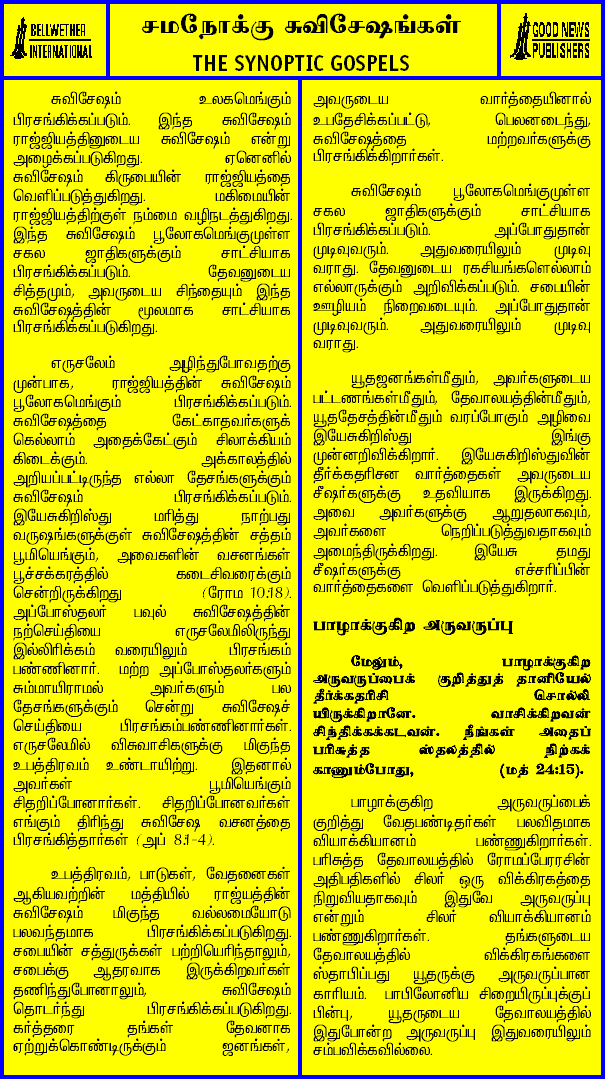 BELLWETHER
INTERNATIONAL
சமநோக்கு சுவிசேஷங்கள்
THE SYNOPTIC GOSPELS
GOOD NEWS
PUBLISHERS
சுவிசேஷம் உலகமெங்கும்
பிரசங்கிக்கப்படும். இந்த சுவிசேஷம்
ராஜ்ஜியத்தினுடைய சுவிசேஷம் என்று
அழைக்கப்படுகிறது. ஏனெனில்
சுவிசேஷம் கிருபையின் ராஜ்ஜியத்தை
வெளிப்படுத்துகிறது. மகிமையின்
ராஜ்ஜியத்திற்குள் நம்மை வழிநடத்துகிறது.
இந்த சுவிசேஷம் பூலோகமெங்குமுள்ள
சகல ஜாதிகளுக்கும் சாட்சியாக
பிரசங்கிக்கப்படும். தேவனுடைய
சித்தமும், அவருடைய சிந்தையும் இந்த
சுவிசேஷத்தின் மூலமாக சாட்சியாக
பிரசங்கிக்கப்படுகிறது.
எருசலேம் அழிந்துபோவதற்கு
முன்பாக, ராஜ்ஜியத்தின் சுவிசேஷம்
பூலோகமெங்கும் பிரசங்கிக்கப்படும்.
சுவிசேஷத்தை கேட்காதவர்களுக்
கெல்லாம் அதைக்கேட்கும் சிலாக்கியம்
கிடைக்கும். அக்காலத்தில்
அறியப்பட்டிருந்த எல்லா தேசங்களுக்கும்
சுவிசேஷம் பிரசங்கிக்கப்படும்.
இயேசுகிறிஸ்து மரித்து நாற்பது
வருஷங்களுக்குள் சுவிசேஷத்தின் சத்தம்
பூமியெங்கும், அவைகளின் வசனங்கள்
பூச்சக்கரத்தில் கடைசிவரைக்கும்
சென்றிருக்கிறது (ரோம 10:18).
அப்போஸ்தலர் பவுல் சுவிசேஷத்தின்
நற்செய்தியை எருசலேமிலிருந்து
இல்லிரிக்கம் வரையிலும் பிரசங்கம்
பண்ணினார். மற்ற அப்போஸ்தலர்களும்
சும்மாயிராமல் அவர்களும் பல
தேசங்களுக்கும் சென்று சுவிசேஷச்
செய்தியை பிரசங்கம்பண்ணினார்கள்.
எருசலேமில் விசுவாசிகளுக்கு மிகுந்த
உபத்திரவம் உண்டாயிற்று. இதனால்
அவர்கள் பூமியெங்கும்
சிதறிப்போனார்கள். சிதறிப்போனவர்கள்
எங்கும் திரிந்து சுவிசேஷ வசனத்தை
பிரசங்கித்தார்கள் (அப் 8:1-4).
உபத்திரவம், பாடுகள், வேதனைகள்
ஆகியவற்றின் மத்தியில் ராஜ்யத்தின்
சுவிசேஷம் மிகுந்த வல்லமையோடு
பலவந்தமாக பிரசங்கிக்கப்படுகிறது.
சபையின் சத்துருக்கள் பற்றியெரிந்தாலும்,
சபைக்கு ஆதரவாக இருக்கிறவர்கள்
தணிந்துபோனாலும், சுவிசேஷம்
தொடர்ந்து பிரசங்கிக்கப்படுகிறது.
கர்த்தரை தங்கள் தேவனாக
ஏற்றுக்கொண்டிருக்கும் ஜனங்கள்,
அவருடைய வார்த்தையினால்
உபதேசிக்கப்பட்டு, பெலனடைந்து,
சுவிசேஷத்தை மற்றவர்களுக்கு
பிரசங்கிக்கிறார்கள்.
சுவிசேஷம் பூலோகமெங்குமுள்ள
சகல ஜாதிகளுக்கும் சாட்சியாக
பிரசங்கிக்கப்படும். அப்போதுதான்
முடிவுவரும். அதுவரையிலும் முடிவு
வராது. தேவனுடைய ரகசியங்களெல்லாம்
எல்லாருக்கும் அறிவிக்கப்படும். சபையின்
ஊழியம் நிறைவடையும். அப்போதுதான்
முடிவுவரும். அதுவரையிலும் முடிவு
வராது.
யூதஜனங்கள்மீதும், அவர்களுடைய
பட்டணங்கள்மீதும், தேவாலயத்தின்மீதும்,
யூததேசத்தின்மீதும் வரப்போகும் அழிவை
இயேசுகிறிஸ்து இங்கு
முன்னறிவிக்கிறார். இயேசுகிறிஸ்துவின்
தீர்க்கதரிசன வார்த்தைகள் அவருடைய
சீஷர்களுக்கு உதவியாக இருக்கிறது.
அவை அவர்களுக்கு ஆறுதலாகவும்,
அவர்களை நெறிப்படுத்துவதாகவும்
அமைந்திருக்கிறது. இயேசு தமது
சீஷர்களுக்கு எச்சரிப்பின்
வார்த்தைகளை வெளிப்படுத்துகிறார்.
பாழாக்குகிற அருவருப்பு
மேலும், பாழாக்குகிற
அருவருப்பைக் குறித்துத் தானியேல்
தீர்க்கதரிசி சொல்லி
யிருக்கிறானே. வாசிக்கிறவன்
சிந்திக்கக்கடவன். நீங்கள் அதைப்
பரிசுத்த ஸ்தலத்தில் நிற்கக்
காணும்போது, (மத் 24:15).
பாழாக்குகிற அருவருப்பைக்
குறித்து வேதபண்டிதர்கள் பலவிதமாக
வியாக்கியானம் பண்ணுகிறார்கள்.
பரிசுத்த தேவாலயத்தில் ரோமப்பேரரசின்
அதிபதிகளில் சிலர் ஒரு விக்கிரகத்தை
நிறுவியதாகவும் இதுவே அருவருப்பு
என்றும் சிலர் வியாக்கியானம்
பண்ணுகிறார்கள். தங்களுடைய
தேவாலயத்தில் விக்கிரகங்களை
ஸ்தாபிப்பது யூதருக்கு அருவருப்பான
காரியம். பாபிலோனிய சிறையிருப்புக்குப்
பின்பு, யூதருடைய தேவாலயத்தில்
இதுபோன்ற அருவருப்பு இதுவரையிலும்
சம்பவிக்கவில்லை.